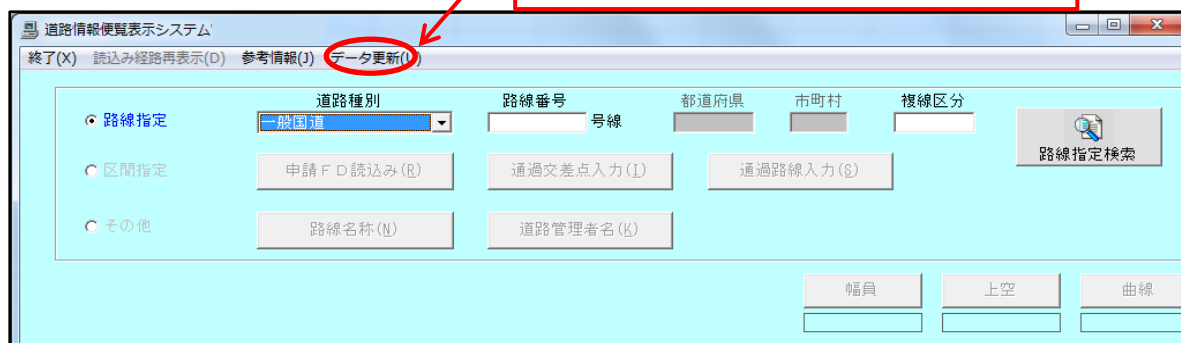 道路情報便覧表示システム
終了(X) 読込み経路再表示(D) 参考情報(J) データ更新(U)
道路種別 路線番号 都道府県 市町村 複線区分
路線指定 一般国道 号線
路線指定検索
区間指定 申請FD読込み(R) 通過交差点入力(I) 通過路線入力(S)
その他 路線名称(N) 道路管理者名(K)
幅員 上空 曲線